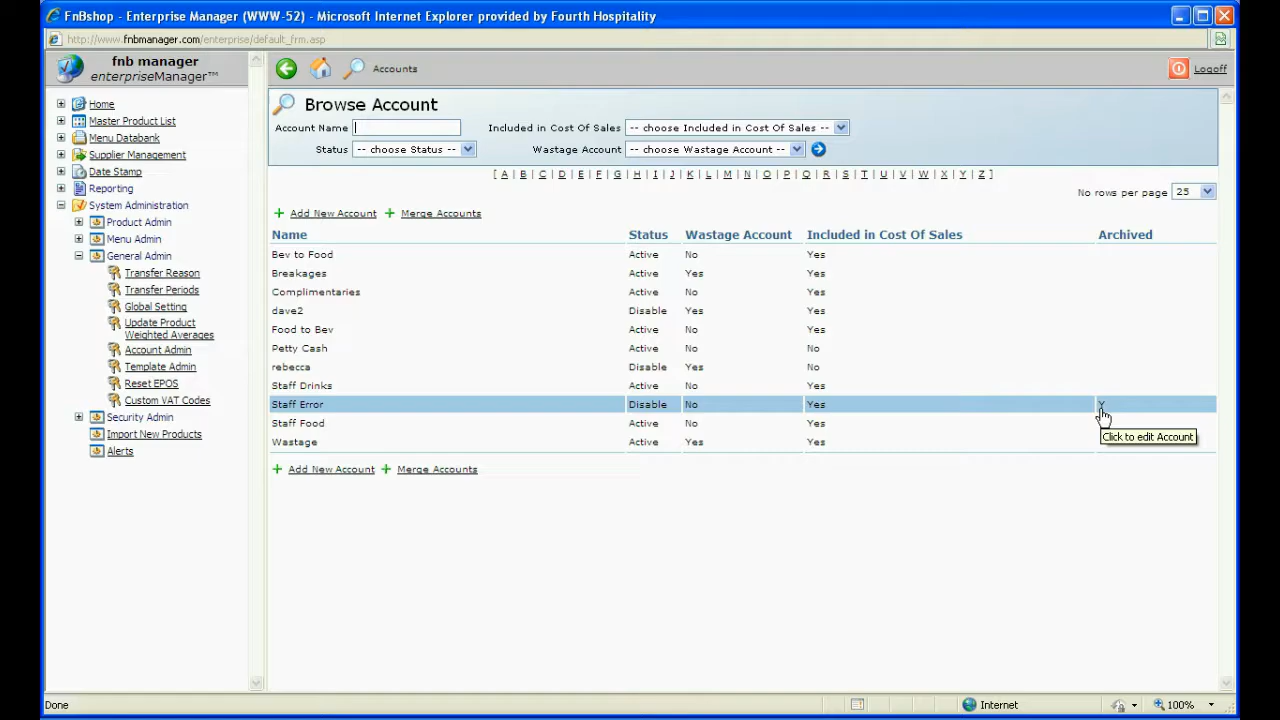 FnBshop - Enterprise Manager (WWW-52) - Microsoft Internet Explorer provided by Fourth Hospitality
http://www.fnbmanager.com/enterprise/default_frm.asp
fnb manager
enterpriseManager™
Accounts
Logoff
Home
Master Product List
Menu Databank
Supplier Management
Date Stamp
Reporting
System Administration
Product Admin
Menu Admin
General Admin
Transfer Reason
Transfer Periods
Global Setting
Update Product
Weighted Averages
Account Admin
Template Admin
Reset EPOS
Custom VAT Codes
Security Admin
Import New Products
Alerts
Browse Account
Account Name Included in Cost Of Sales -- choose Included in Cost Of Sales --
Status -- choose Status -- Wastage Account -- choose Wastage Account --
[ A | B | C | D | E | F | G | H | I | J | K | L | M | N | O | P | Q | R | S | T | U | V | W | X | Y | Z ]
No rows per page 25
Add New Account Merge Accounts
Name Status Wastage Account Included in Cost Of Sales Archived
Bev to Food Active No Yes
Breakages Active Yes Yes
Complimentaries Active No Yes
dave2 Disable Yes Yes
Food to Bev Active No Yes
Petty Cash Active No No
rebecca Disable Yes No
Staff Drinks Active No Yes
Staff Error Disable No Yes Y
Staff Food Active No Yes
Click to edit Account
Wastage Active Yes Yes
Add New Account Merge Accounts
Done Internet 100%